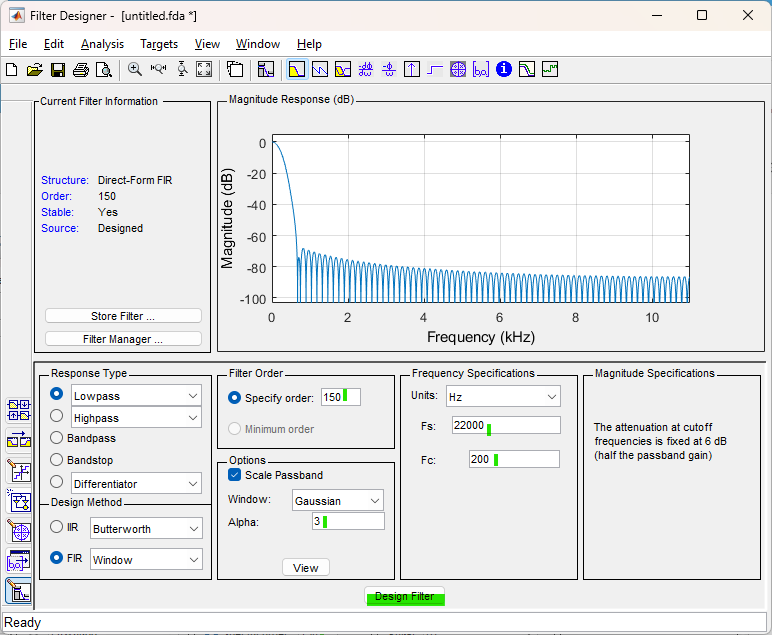 Filter Designer - [untitled.fda *]
File Edit Analysis Targets View Window Help
Current Filter Information
Structure: Direct-Form FIR
Order: 150
Stable: Yes
Source: Designed
Store Filter ...
Filter Manager ...
Magnitude Response (dB)
Magnitude (dB)
0
-20
-40
-60
-80
-100
0 2 4 6 8 10
Frequency (kHz)
Response Type
Lowpass
Highpass
Bandpass
Bandstop
Differentiator
Design Method
IIR Butterworth
FIR Window
Filter Order
Specify order: 150
Minimum order
Options
Scale Passband
Window: Gaussian
Alpha: 3
View
Frequency Specifications
Units: Hz
Fs: 22000
Fc: 200
Magnitude Specifications
The attenuation at cutoff
frequencies is fixed at 6 dB
(half the passband gain)
Design Filter
Ready